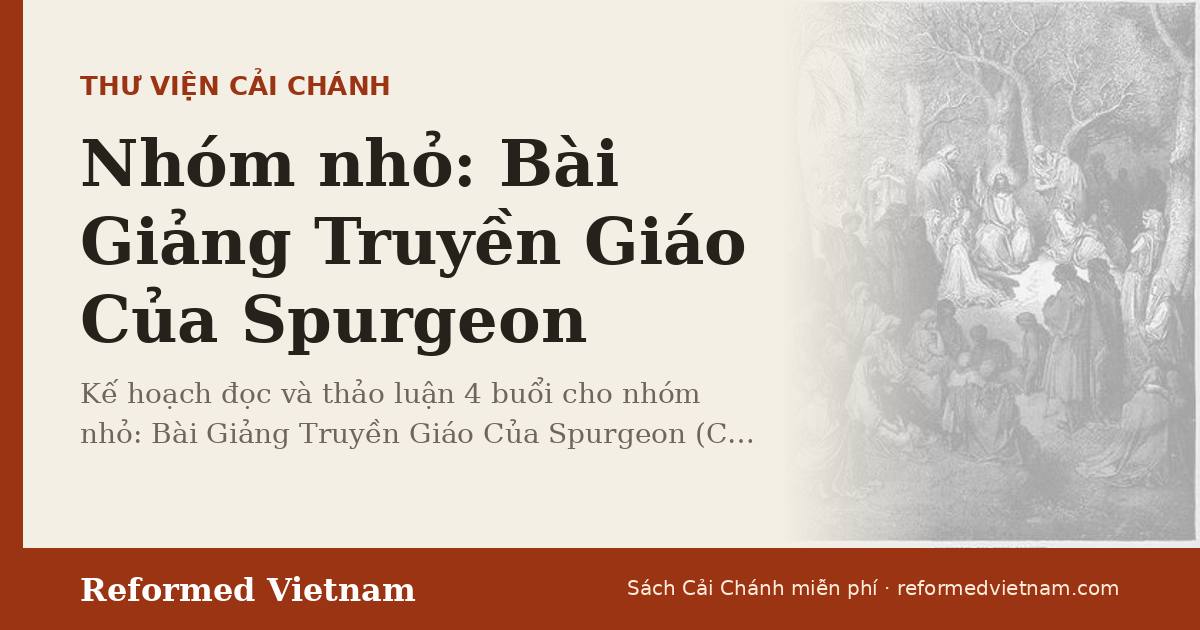 THƯ VIỆN CẢI CHÁNH
Nhóm nhỏ: Bài
Giảng Truyền Giáo
Của Spurgeon
Kế hoạch đọc và thảo luận 4 buổi cho nhóm
nhỏ: Bài Giảng Truyền Giáo Của Spurgeon (C…
Reformed Vietnam
Sách Cải Chánh miễn phí · reformedvietnam.com